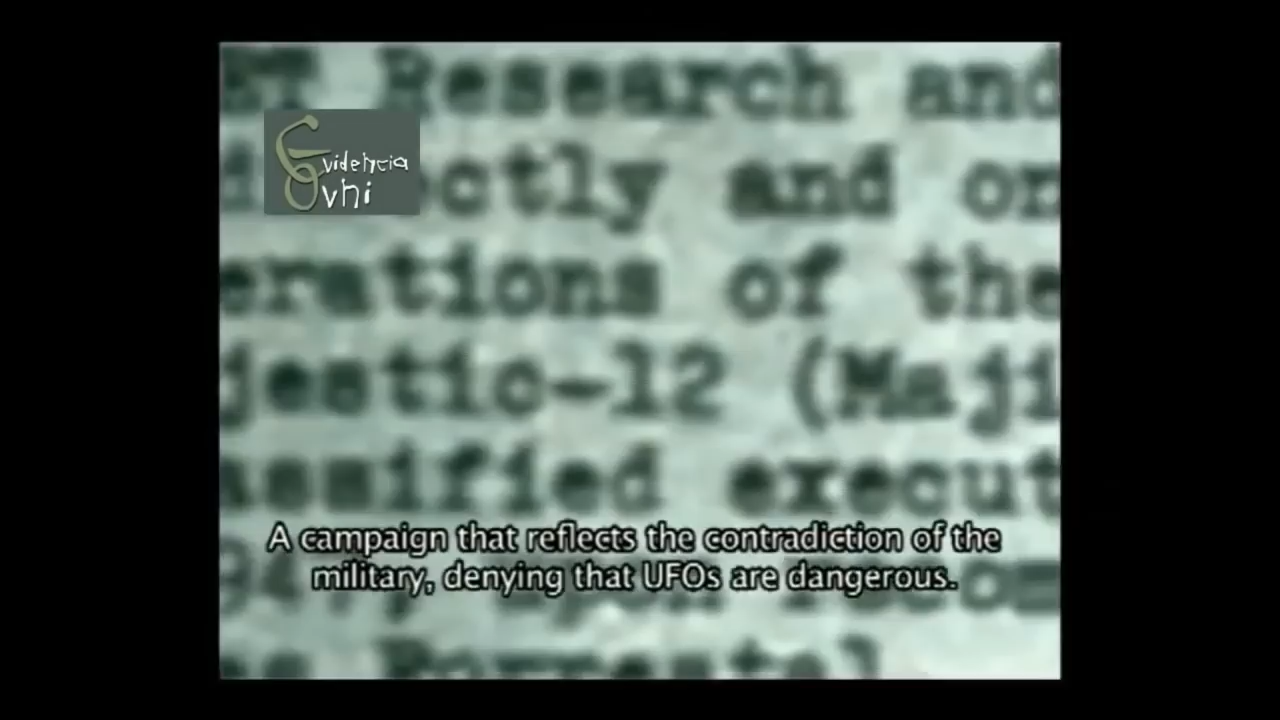 Research and
ctly and on
erations of the
jestic-12 (Maji
assified execut
Evidencia
Ovni
A campaign that reflects the contradiction of the
military, denying that UFOs are dangerous.